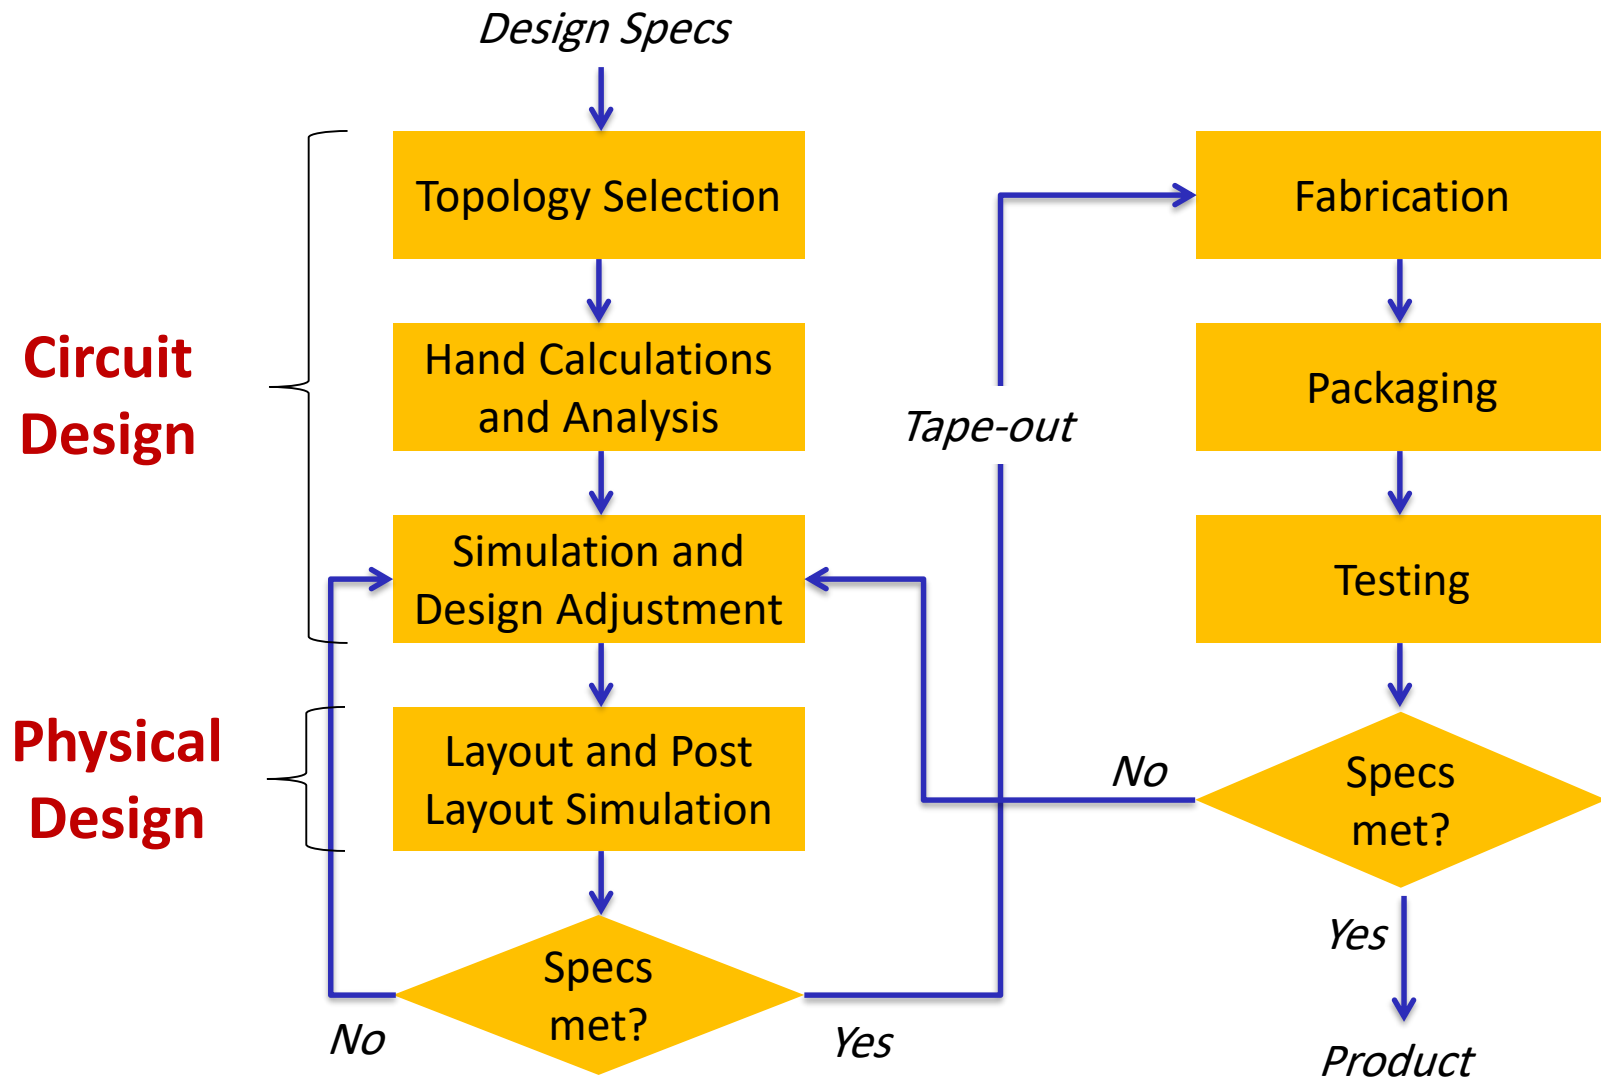 Design Specs
Topology Selection
Hand Calculations
and Analysis
Simulation and
Design Adjustment
Layout and Post
Layout Simulation
Specs
met?
No
Yes
Circuit
Design
Physical
Design
Tape-out
Fabrication
Packaging
Testing
Specs
met?
No
Yes
Product